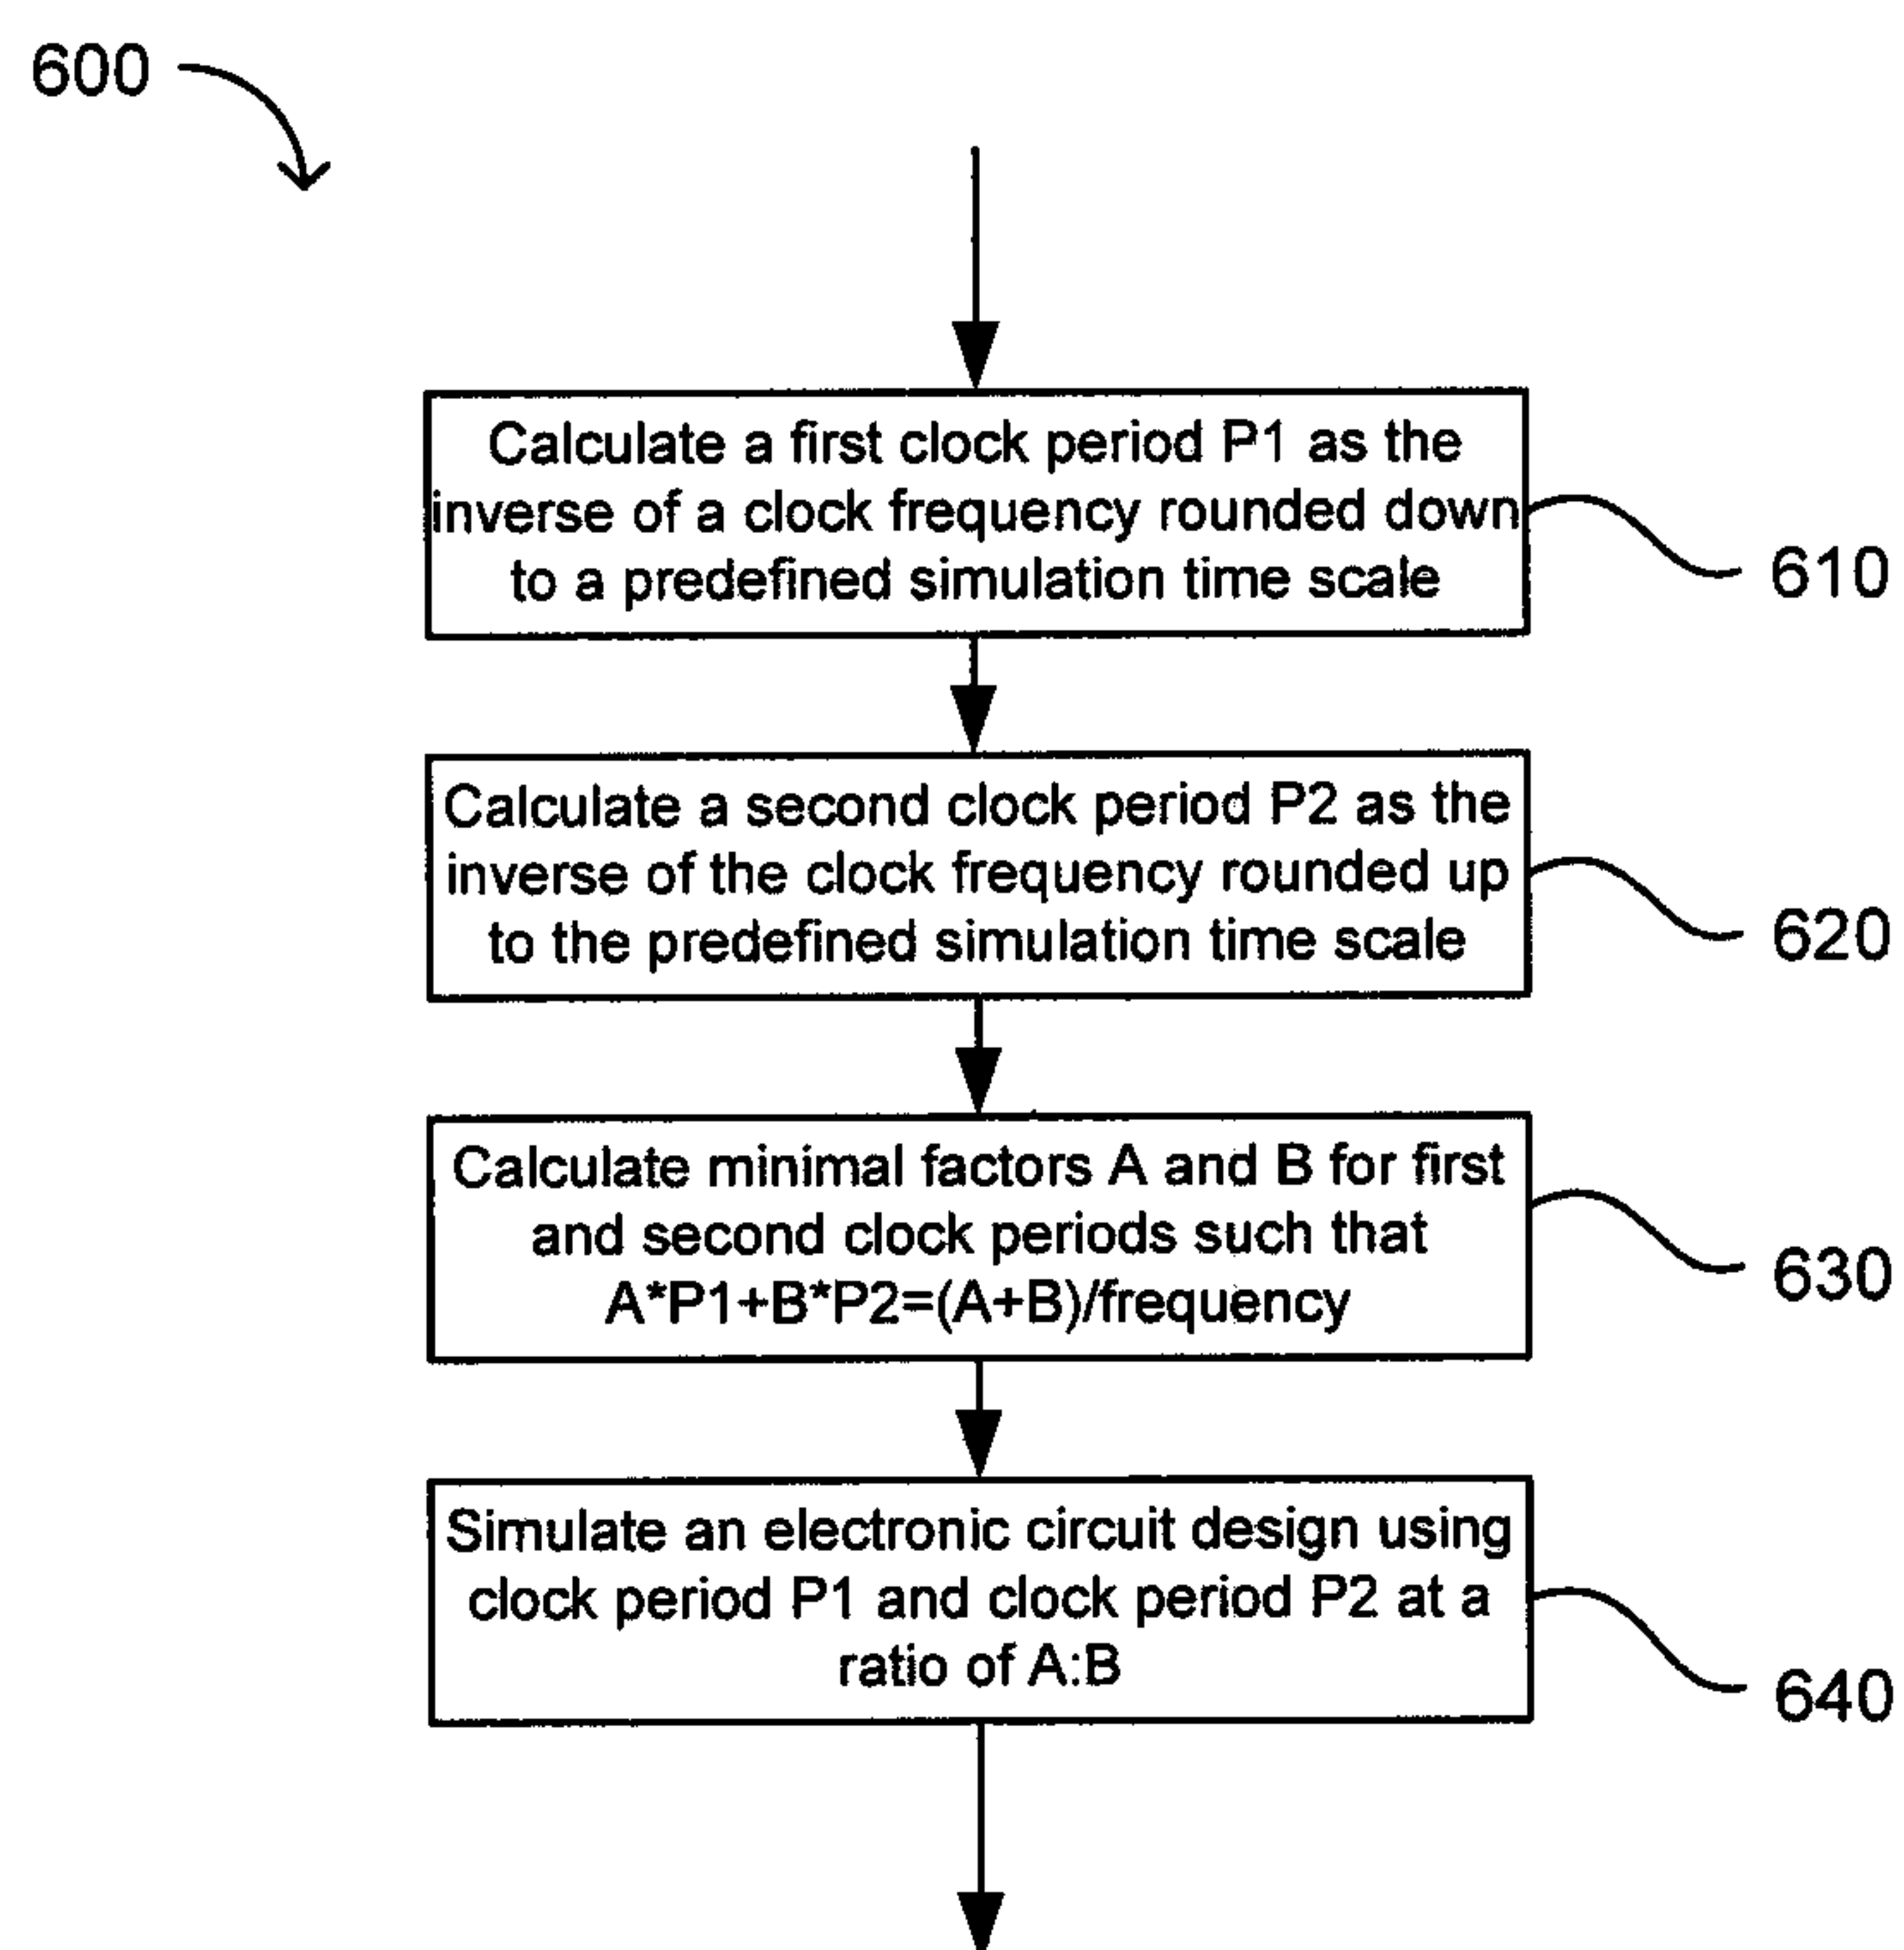 600
Calculate a first clock period P1 as the
inverse of a clock frequency rounded down
to a predefined simulation time scale
610
Calculate a second clock period P2 as the
inverse of the clock frequency rounded up
to the predefined simulation time scale
620
Calculate minimal factors A and B for first
and second clock periods such that
A*P1+B*P2=(A+B)/frequency
630
Simulate an electronic circuit design using
clock period P1 and clock period P2 at a
ratio of A:B
640